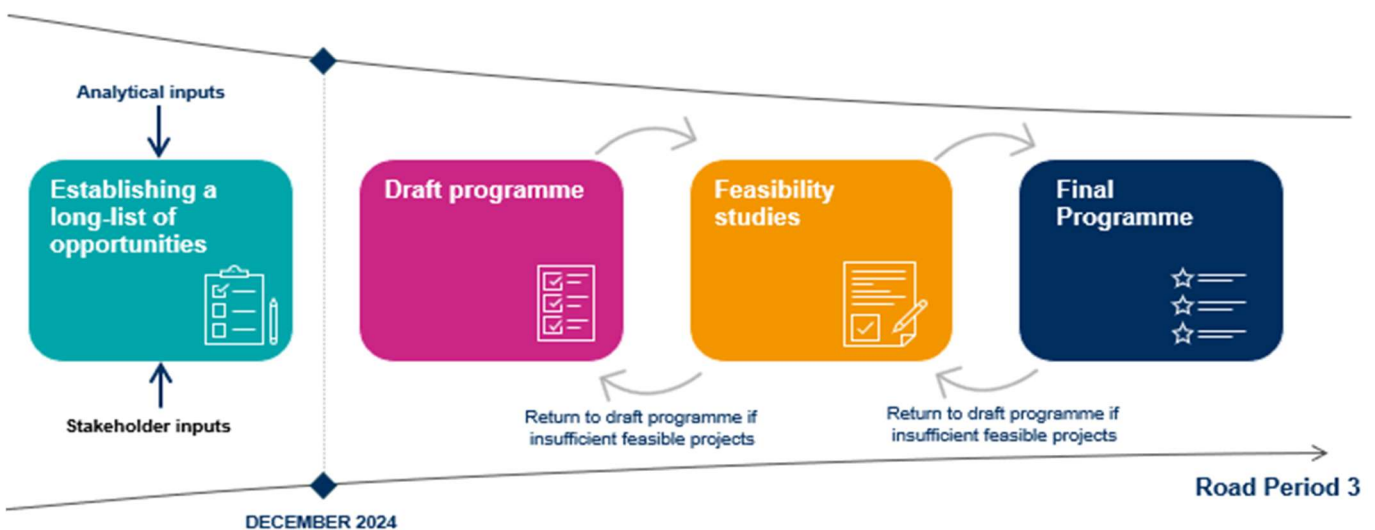 Analytical inputs
Establishing a
long-list of
opportunities
Stakeholder inputs
DECEMBER 2024
Draft programme
Feasibility
studies
Final
Programme
Return to draft programme if
insufficient feasible projects
Return to draft programme if
insufficient feasible projects
Road Period 3